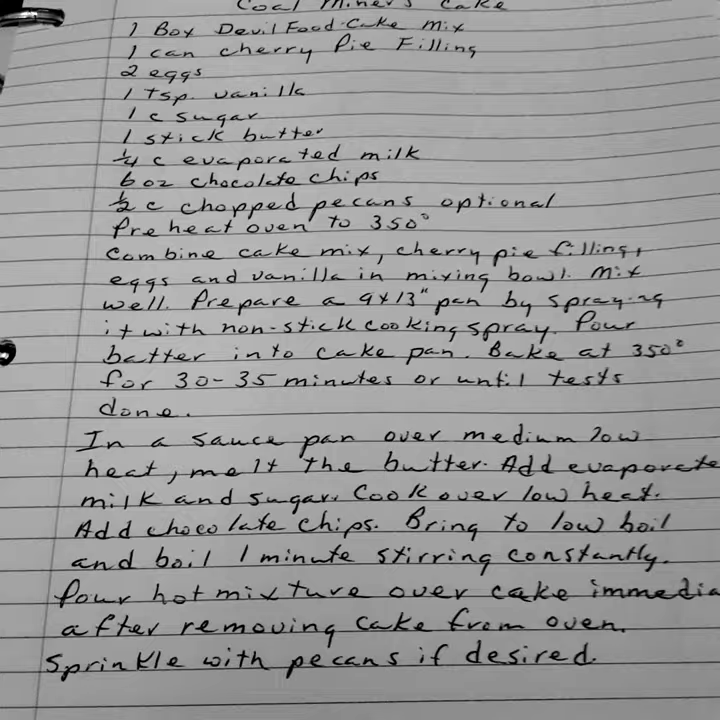 Coal Miner's Cake
1 Box Devil Food Cake Mix
1 can cherry Pie Filling
2 eggs
1 Tsp. vanilla
1 c sugar
1 stick butter
¼ c evaporated milk
6 oz chocolate chips
½ c chopped pecans optional
Preheat oven to 350°
Combine cake mix, cherry pie filling,
eggs and vanilla in mixing bowl. Mix
well. Prepare a 9x13" pan by spraying
it with non-stick cooking spray. Pour
batter into cake pan. Bake at 350°
for 30-35 minutes or until tests
done.
In a sauce pan over medium low
heat, melt the butter. Add evaporate
milk and sugar. Cook over low heat.
Add chocolate chips. Bring to low boil
and boil 1 minute stirring constantly.
Pour hot mixture over cake immedia
after removing cake from oven.
Sprinkle with pecans if desired.